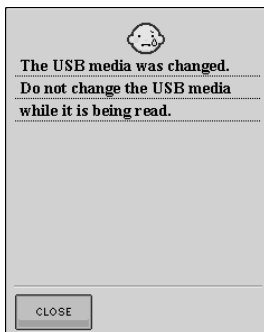 The USB media was changed.
Do not change the USB media
while it is being read.
CLOSE